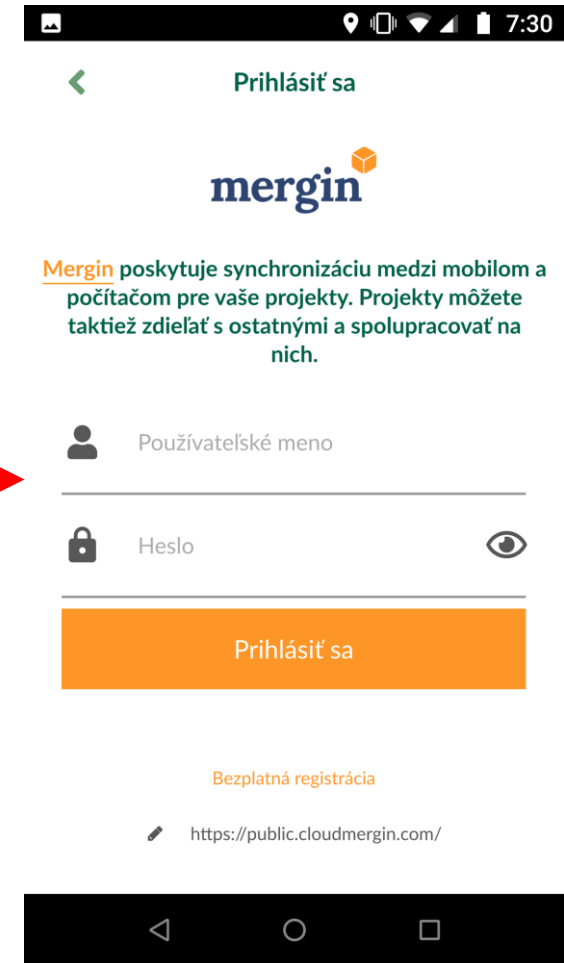 7:30
Prihlásiť sa
mergin
Mergin poskytuje synchronizáciu medzi mobilom a
počítačom pre vaše projekty. Projekty môžete
taktiež zdieľať s ostatnými a spolupracovať na
nich.
Používateľské meno
Heslo
Prihlásiť sa
Bezplatná registrácia
https://public.cloudmergin.com/